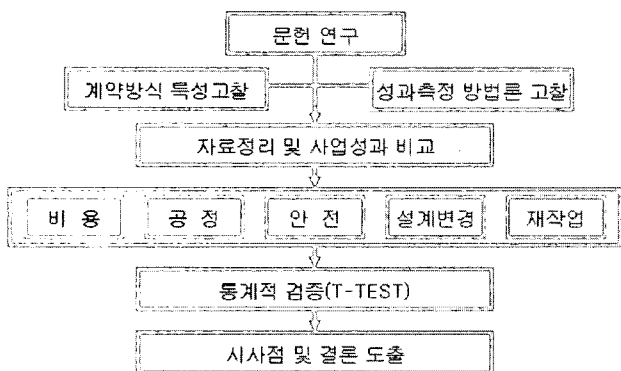 문헌 연구
계약방식 특성고찰 성과측정 방법론 고찰
자료정리 및 사업성과 비교
비 용 공 정 안 전 설계변경 재작업
통계적 검증(T-TEST)
시사점 및 결론 도출